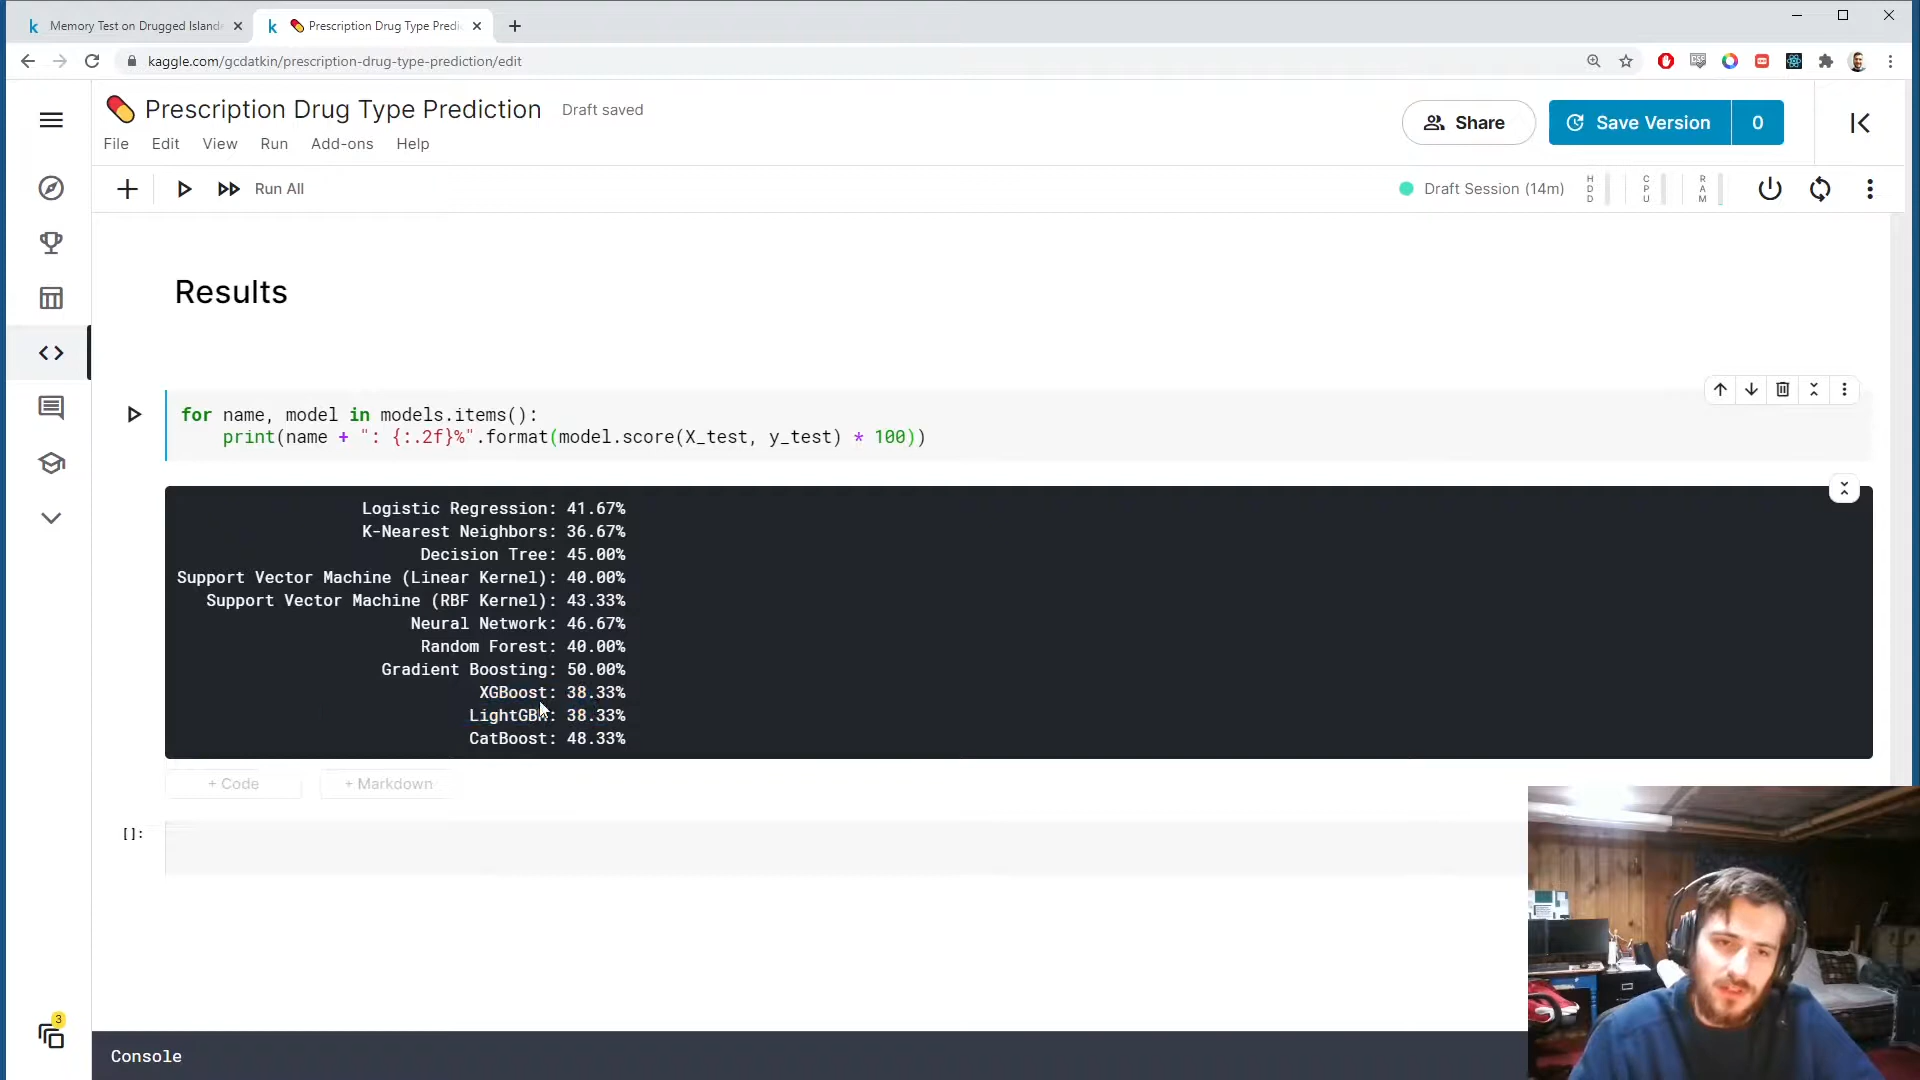 Memory Test on Drugged Islande
Prescription Drug Type Predi
kaggle.com/gcdatkin/prescription-drug-type-prediction/edit
Prescription Drug Type Prediction
Draft saved
Share
Save Version
0
File Edit View Run Add-ons Help
Run All
Draft Session (14m)
HDD
CPU
RAM
Results
for name, model in models.items():
print(name + ": {:.2f}%".format(model.score(X_test, y_test) * 100))
Logistic Regression: 41.67%
K-Nearest Neighbors: 36.67%
Decision Tree: 45.00%
Support Vector Machine (Linear Kernel): 40.00%
Support Vector Machine (RBF Kernel): 43.33%
Neural Network: 46.67%
Random Forest: 40.00%
Gradient Boosting: 50.00%
XGBoost: 38.33%
LightGBM: 38.33%
CatBoost: 48.33%
+ Code
+ Markdown
[]:
3
Console